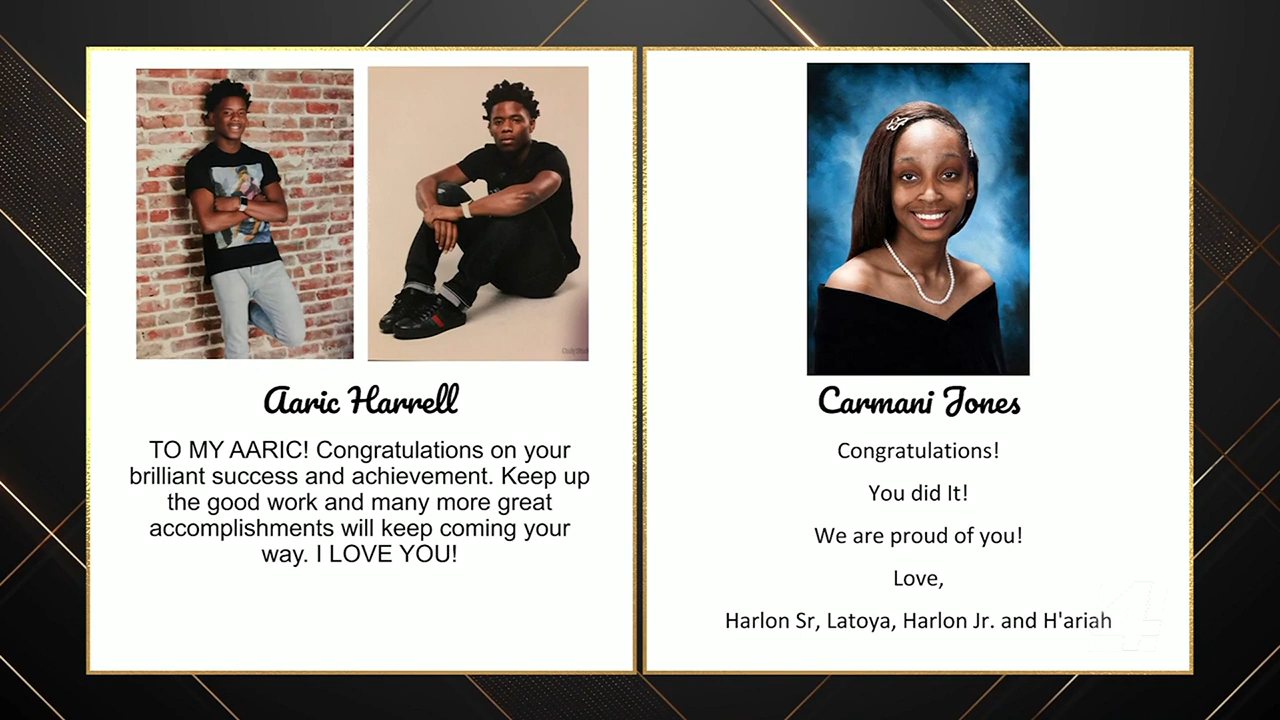 Aaric Harrell
TO MY AARIC! Congratulations on your
brilliant success and achievement. Keep up
the good work and many more great
accomplishments will keep coming your
way. I LOVE YOU!
Carmani Jones
Congratulations!
You did It!
We are proud of you!
Love,
Harlon Sr, Latoya, Harlon Jr. and H'ariah
4